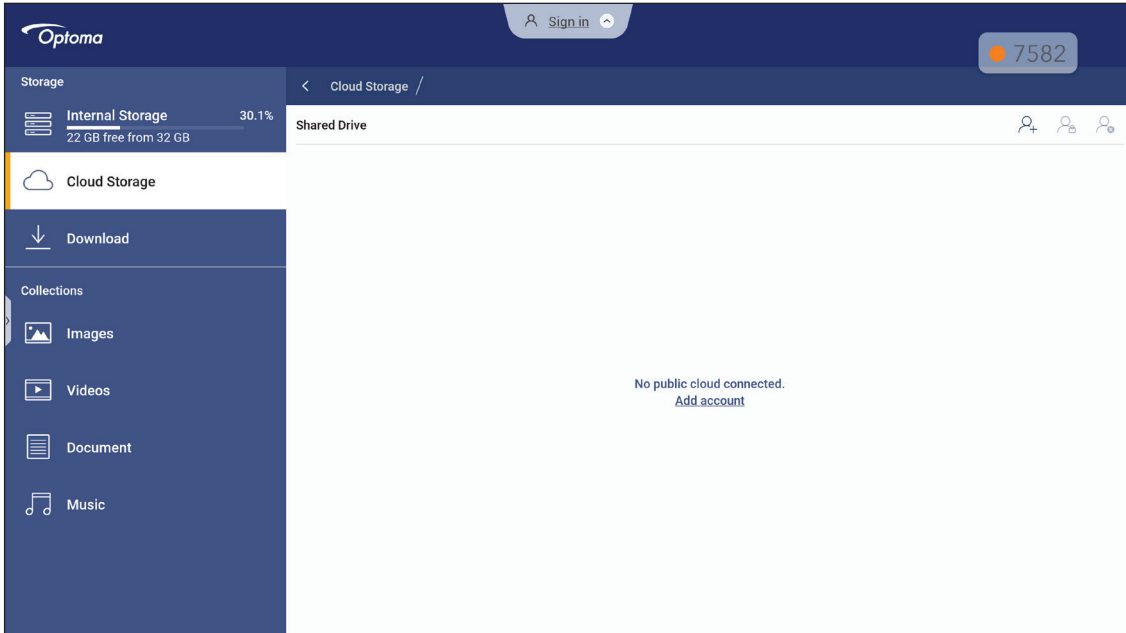 Optoma
Sign in
7582
Storage
Internal Storage 30.1%
22 GB free from 32 GB
Cloud Storage
Download
Collections
Images
Videos
Document
Music
Cloud Storage /
Shared Drive
No public cloud connected.
Add account